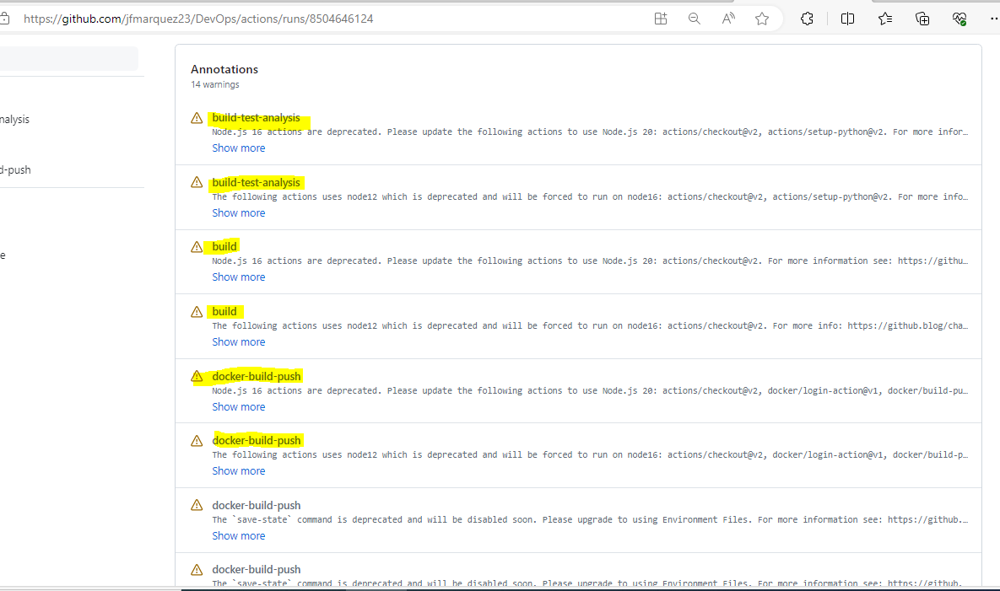 https://github.com/jfmarquez23/DevOps/actions/runs/8504646124
Annotations
14 warnings
nalysis
d-push
e
build-test-analysis
Node.js 16 actions are deprecated. Please update the following actions to use Node.js 20: actions/checkout@v2, actions/setup-python@v2. For more infor…
Show more
build-test-analysis
The following actions uses node12 which is deprecated and will be forced to run on node16: actions/checkout@v2, actions/setup-python@v2. For more info…
Show more
build
Node.js 16 actions are deprecated. Please update the following actions to use Node.js 20: actions/checkout@v2. For more information see: https://githu…
Show more
build
The following actions uses node12 which is deprecated and will be forced to run on node16: actions/checkout@v2. For more info: https://github.blog/cha…
Show more
docker-build-push
Node.js 16 actions are deprecated. Please update the following actions to use Node.js 20: actions/checkout@v2, docker/login-action@v1, docker/build-pu…
Show more
docker-build-push
The following actions uses node12 which is deprecated and will be forced to run on node16: actions/checkout@v2, docker/login-action@v1, docker/build-p…
Show more
docker-build-push
The `save-state` command is deprecated and will be disabled soon. Please upgrade to using Environment Files. For more information see: https://github.…
Show more
docker-build-push
The `save-state` command is deprecated and will be disabled soon. Please upgrade to using Environment Files. For more information see: https://github.